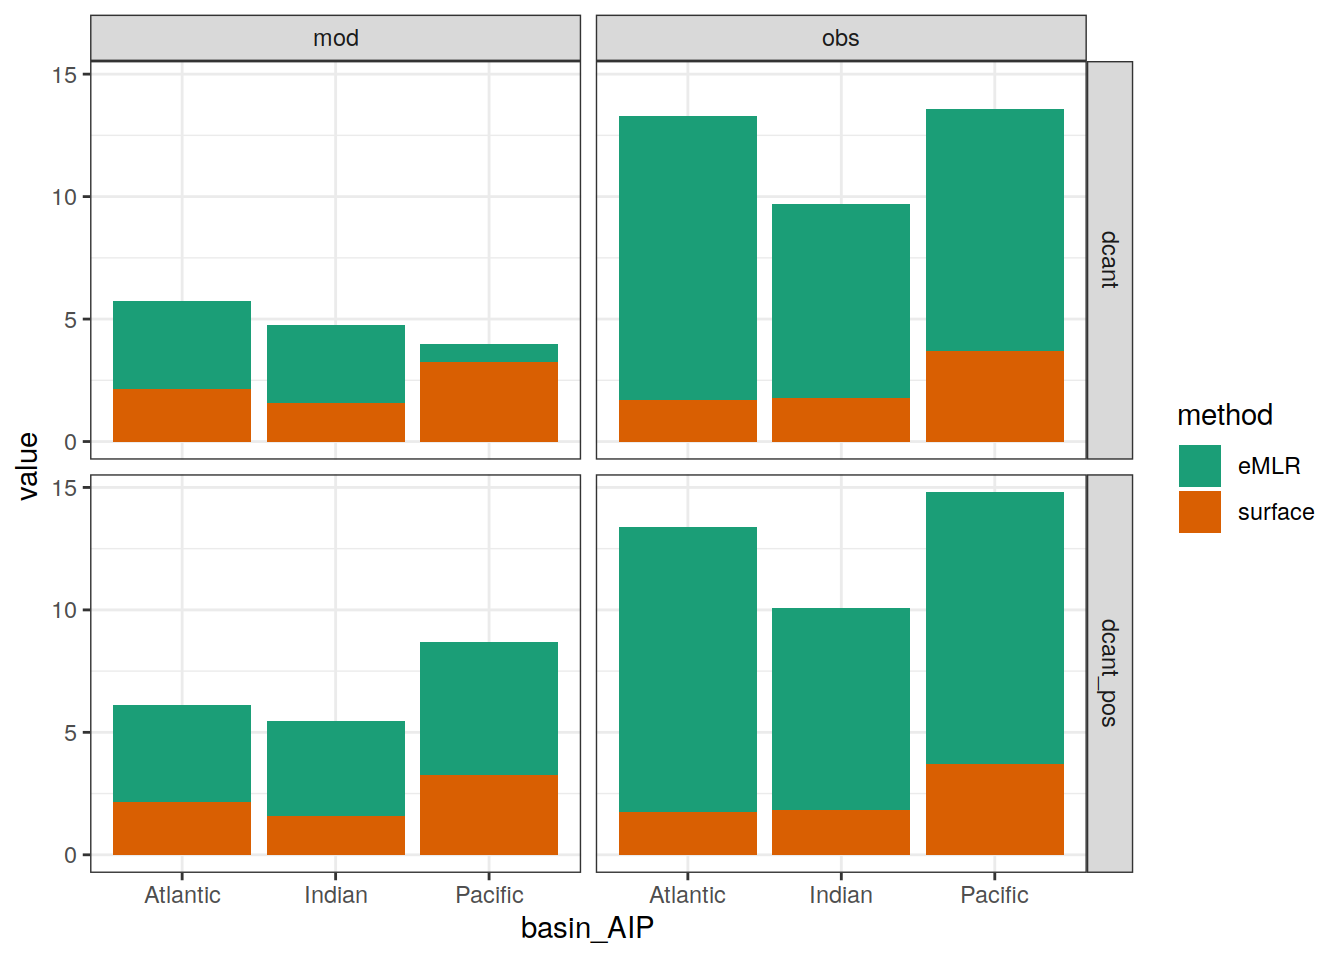 mod
obs
15
10
5
0
dcant
15
10
5
0
dcant_pos
value
Atlantic
Indian
Pacific
Atlantic
Indian
Pacific
basin_AIP
method
eMLR
surface